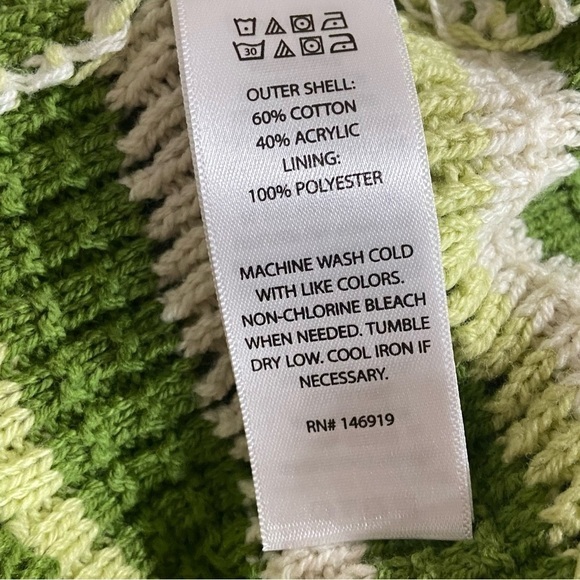 30
OUTER SHELL:
60% COTTON
40% ACRYLIC
LINING:
100% POLYESTER
MACHINE WASH COLD
WITH LIKE COLORS.
NON-CHLORINE BLEACH
WHEN NEEDED. TUMBLE
DRY LOW. COOL IRON IF
NECESSARY.
RN# 146919